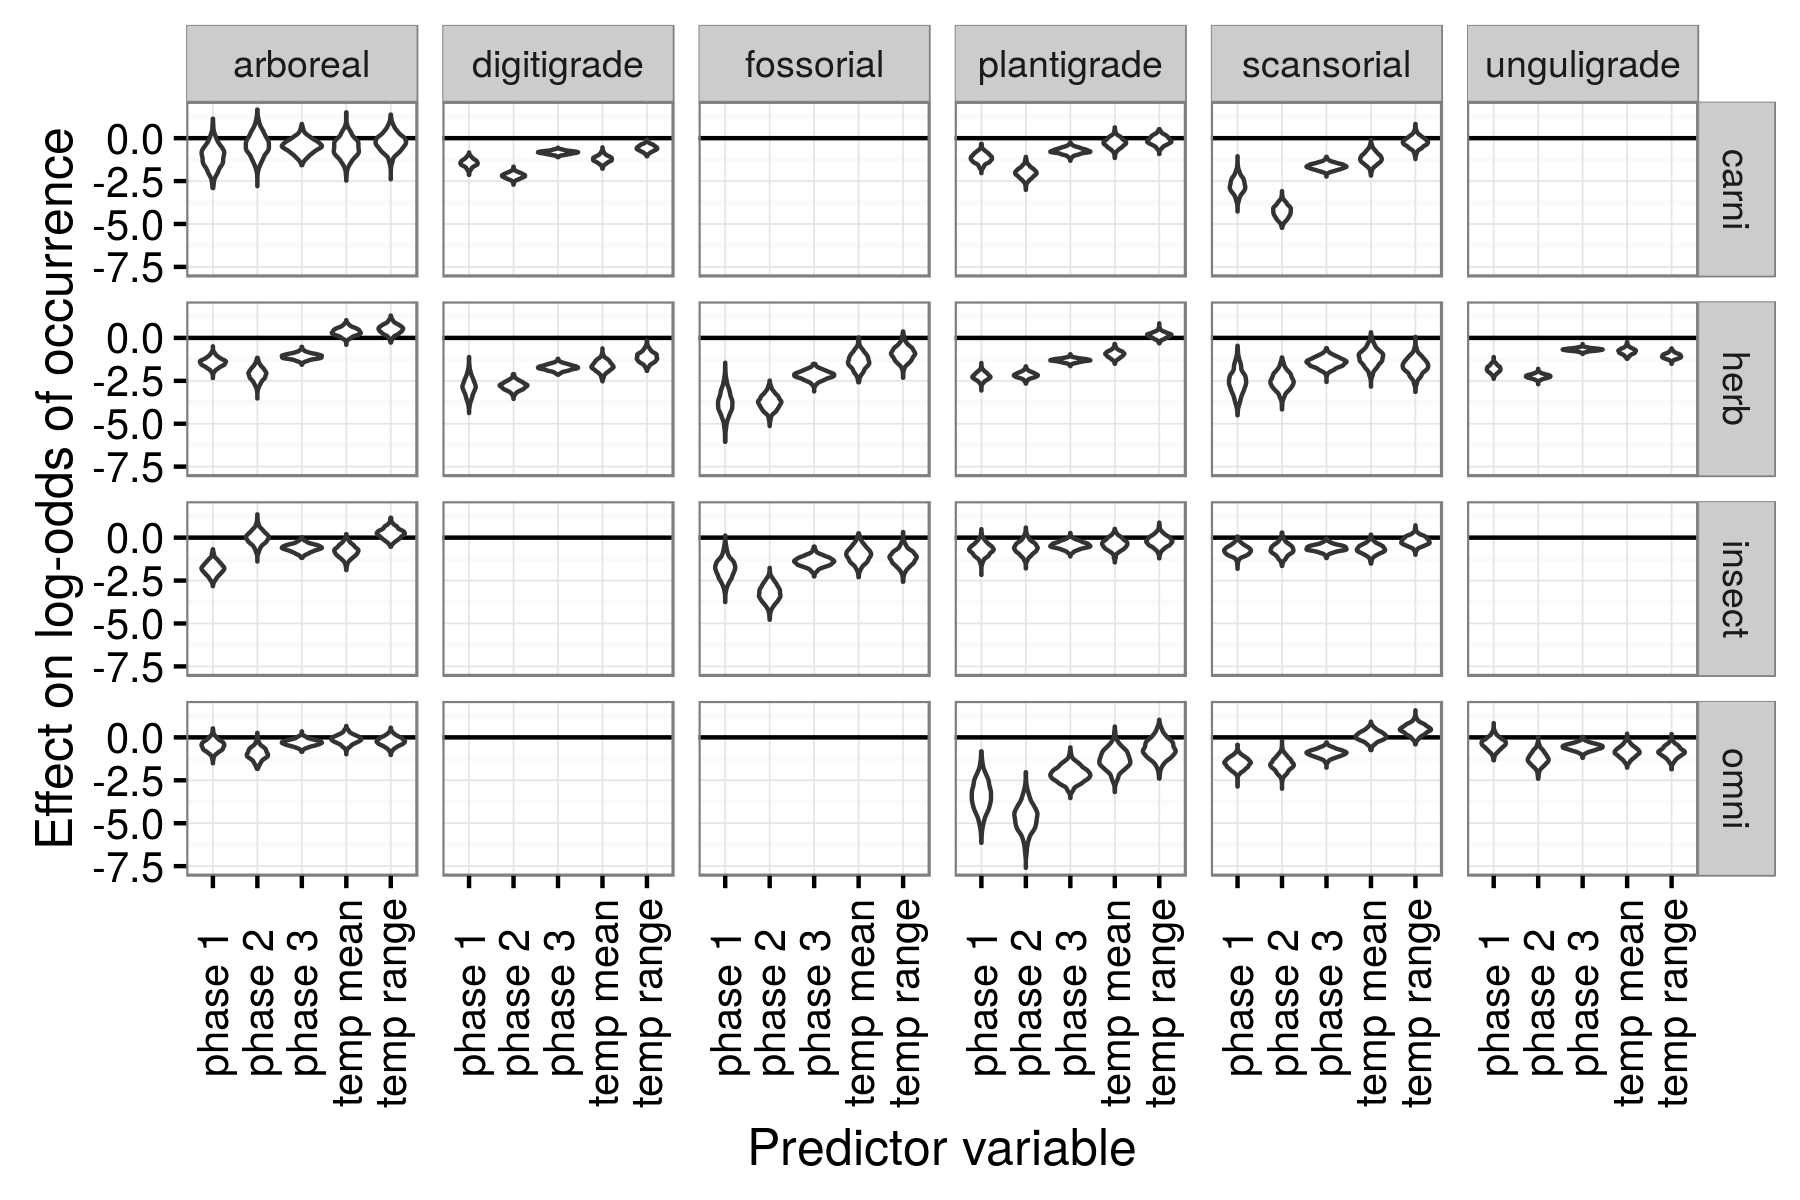 arboreal digitigrade fossorial plantigrade scansorial unguligrade
Effect on log-odds of occurrence
0.0
-2.5
-5.0
-7.5
carni
0.0
-2.5
-5.0
-7.5
herb
0.0
-2.5
-5.0
-7.5
insect
0.0
-2.5
-5.0
-7.5
omni
phase 1
phase 2
phase 3
temp mean
temp range
phase 1
phase 2
phase 3
temp mean
temp range
phase 1
phase 2
phase 3
temp mean
temp range
phase 1
phase 2
phase 3
temp mean
temp range
phase 1
phase 2
phase 3
temp mean
temp range
phase 1
phase 2
phase 3
temp mean
temp range
Predictor variable